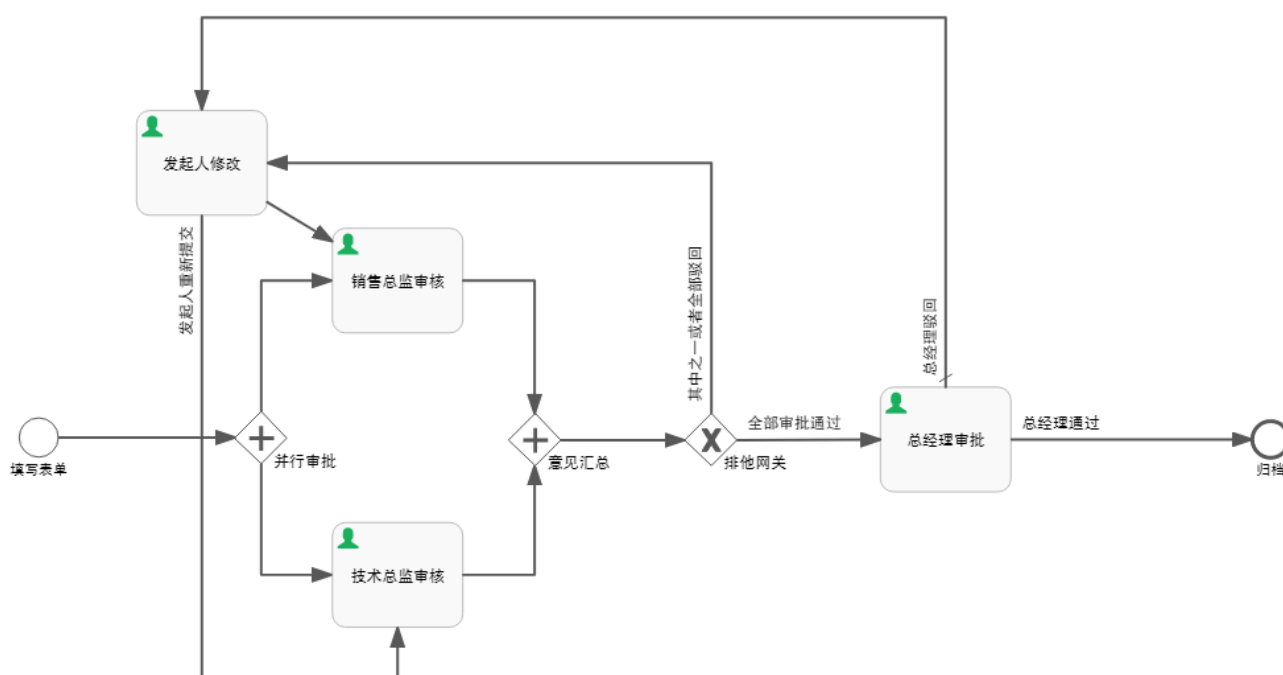 发起人修改
发起人重新提交
销售总监审核
其中之一或者全部驳回
总经理驳回
填写表单
并行审批
意见汇总
全部审批通过
排他网关
总经理审批
总经理通过
归档
技术总监审核